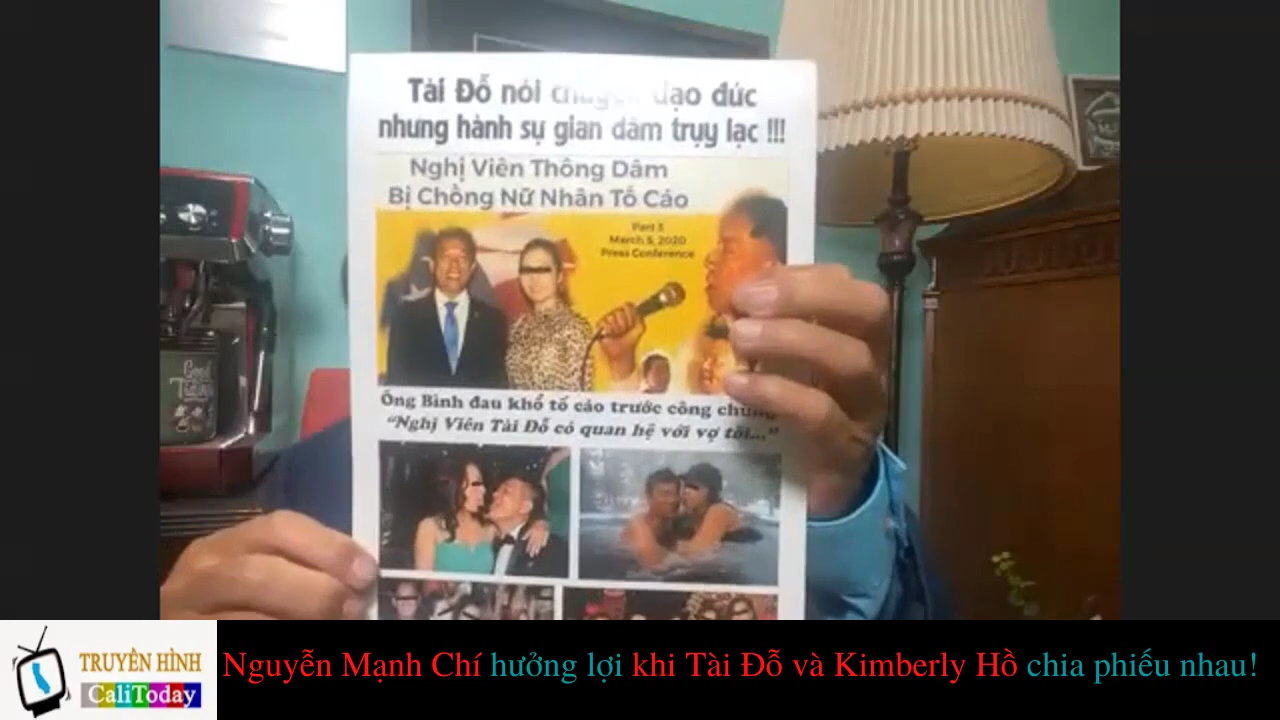 Tài Đỗ nói chuyện đạo đức
nhưng hành sự gian dâm trụy lạc !!!
Nghị Viên Thông Dâm
Bị Chồng Nữ Nhân Tố Cáo
Part 3
March 5, 2020
Press Conference
Ông Bình đau khổ tố cáo trước công chúng
“Nghị Viên Tài Đỗ có quan hệ với vợ tôi...”
Good
TRUYỀN HÌNH
CaliToday
Nguyễn Mạnh Chí hưởng lợi khi Tài Đỗ và Kimberly Hồ chia phiếu nhau!